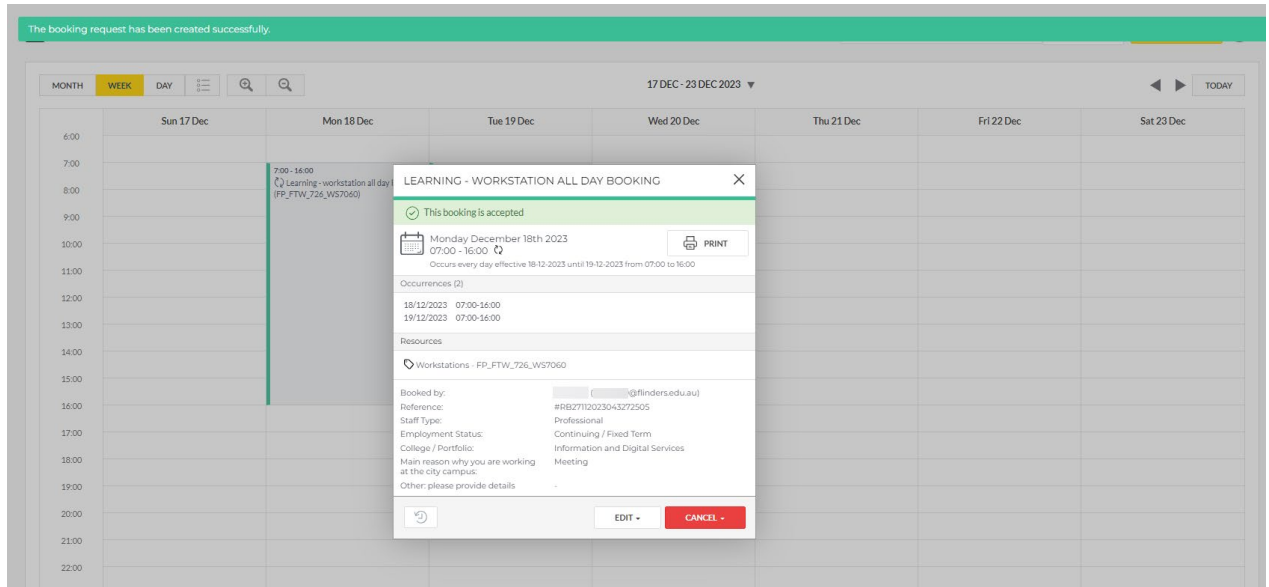 The booking request has been created successfully.
MONTH WEEK DAY
17 DEC - 23 DEC 2023 ▼
TODAY
Sun 17 Dec Mon 18 Dec Tue 19 Dec Wed 20 Dec Thu 21 Dec Fri 22 Dec Sat 23 Dec
6:00
7:00
8:00
9:00
10:00
11:00
12:00
13:00
14:00
15:00
16:00
17:00
18:00
19:00
20:00
21:00
22:00
7:00 - 16:00
Learning - workstation all day
(FP_FTW_726_WS7060)
LEARNING - WORKSTATION ALL DAY BOOKING
This booking is accepted
Monday December 18th 2023
07:00 - 16:00
PRINT
Occurs every day effective 18-12-2023 until 19-12-2023 from 07:00 to 16:00
Occurrences (2)
18/12/2023 07:00-16:00
19/12/2023 07:00-16:00
Resources
Workstations - FP_FTW_726_WS7060
Booked by: ( @flinders.edu.au)
Reference: #RB27112023043272505
Staff Type: Professional
Employment Status: Continuing / Fixed Term
College / Portfolio: Information and Digital Services
Main reason why you are working Meeting
at the city campus:
Other: please provide details -
EDIT CANCEL